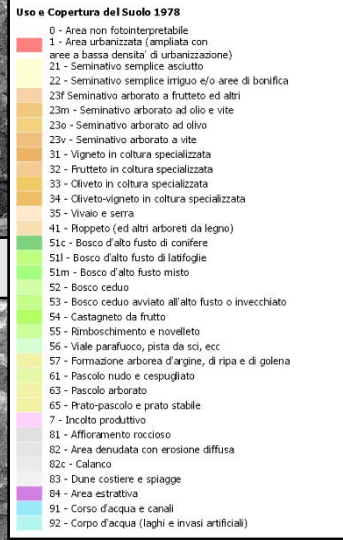 Uso e Copertura del Suolo 1978
0 - Area non fotointerpretabile
1 - Area urbanizzata (ampliata con
aree a bassa densita' di urbanizzazione)
21 - Seminativo semplice asciutto
22 - Seminativo semplice irriguo e/o aree di bonifica
23f Seminativo arborato a frutteto ed altri
23m - Seminativo arborato ad olio e vite
23o - Seminativo arborato ad olivo
23v - Seminativo arborato a vite
31 - Vigneto in coltura specializzata
32 - Frutteto in coltura specializzata
33 - Oliveto in coltura specializzata
34 - Oliveto-vigneto in coltura specializzata
35 - Vivaio e serra
41 - Pioppeto (ed altri arboreti da legno)
51c - Bosco d'alto fusto di conifere
51l - Bosco d'alto fusto di latifoglie
51m - Bosco d'alto fusto misto
52 - Bosco ceduo
53 - Bosco ceduo avviato all'alto fusto o invecchiato
54 - Castagneto da frutto
55 - Rimboschimento e novelleto
56 - Viale parafuoco, pista da sci, ecc
57 - Formazione arborea d'argine, di ripa e di golena
61 - Pascolo nudo e cespugliato
63 - Pascolo arborato
65 - Prato-pascolo e prato stabile
7 - Incolto produttivo
81 - Affioramento roccioso
82 - Area denudata con erosione diffusa
82c - Calanco
83 - Dune costiere e spiagge
84 - Area estrattiva
91 - Corso d'acqua e canali
92 - Corpo d'acqua (laghi e invasi artificiali)